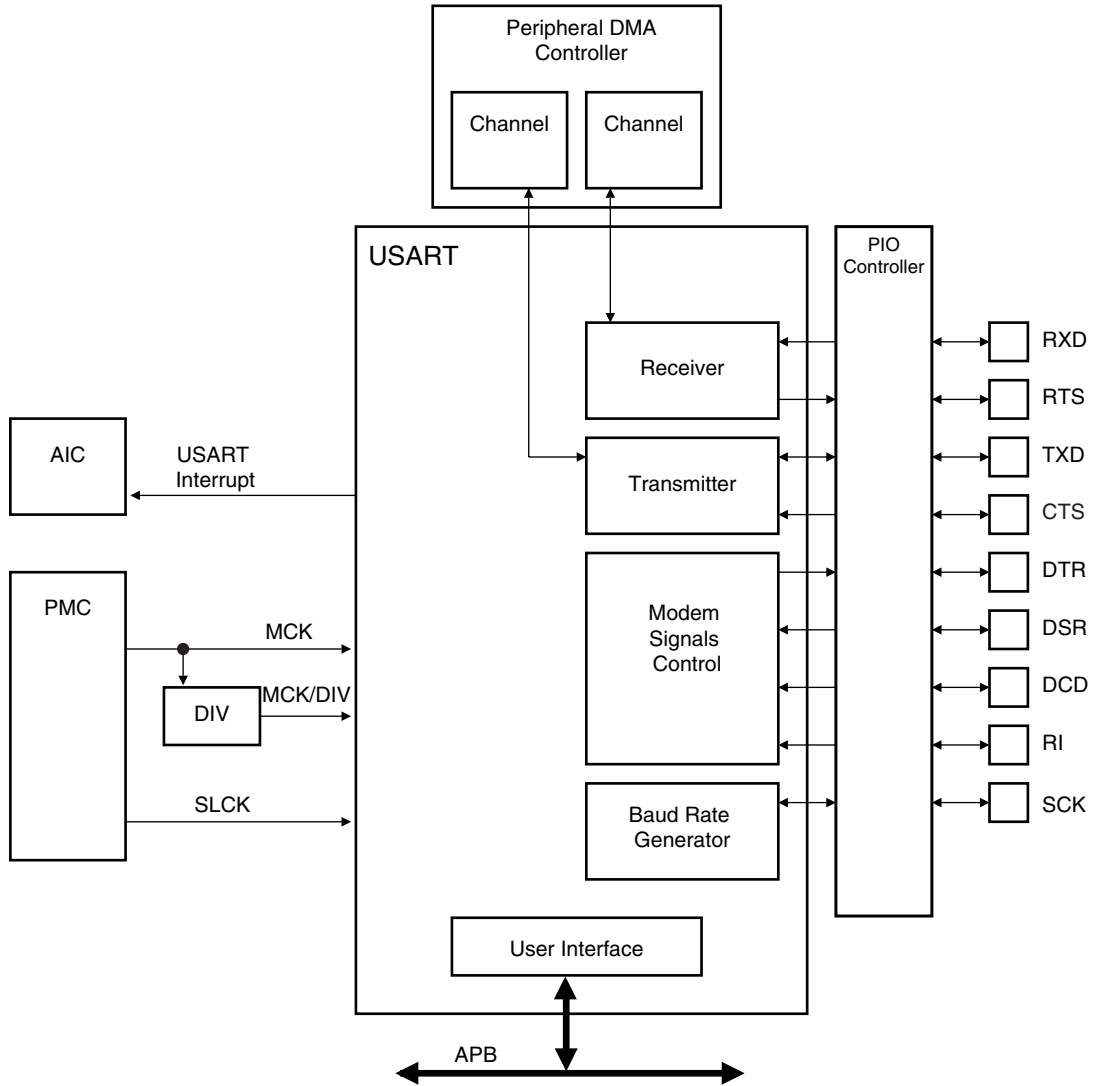 Peripheral DMA
Controller
Channel
Channel
USART
PIO
Controller
Receiver
RXD
RTS
AIC
USART
Interrupt
Transmitter
TXD
CTS
PMC
MCK
DIV
MCK/DIV
SLCK
Modem
Signals
Control
DTR
DSR
DCD
RI
Baud Rate
Generator
SCK
User Interface
APB